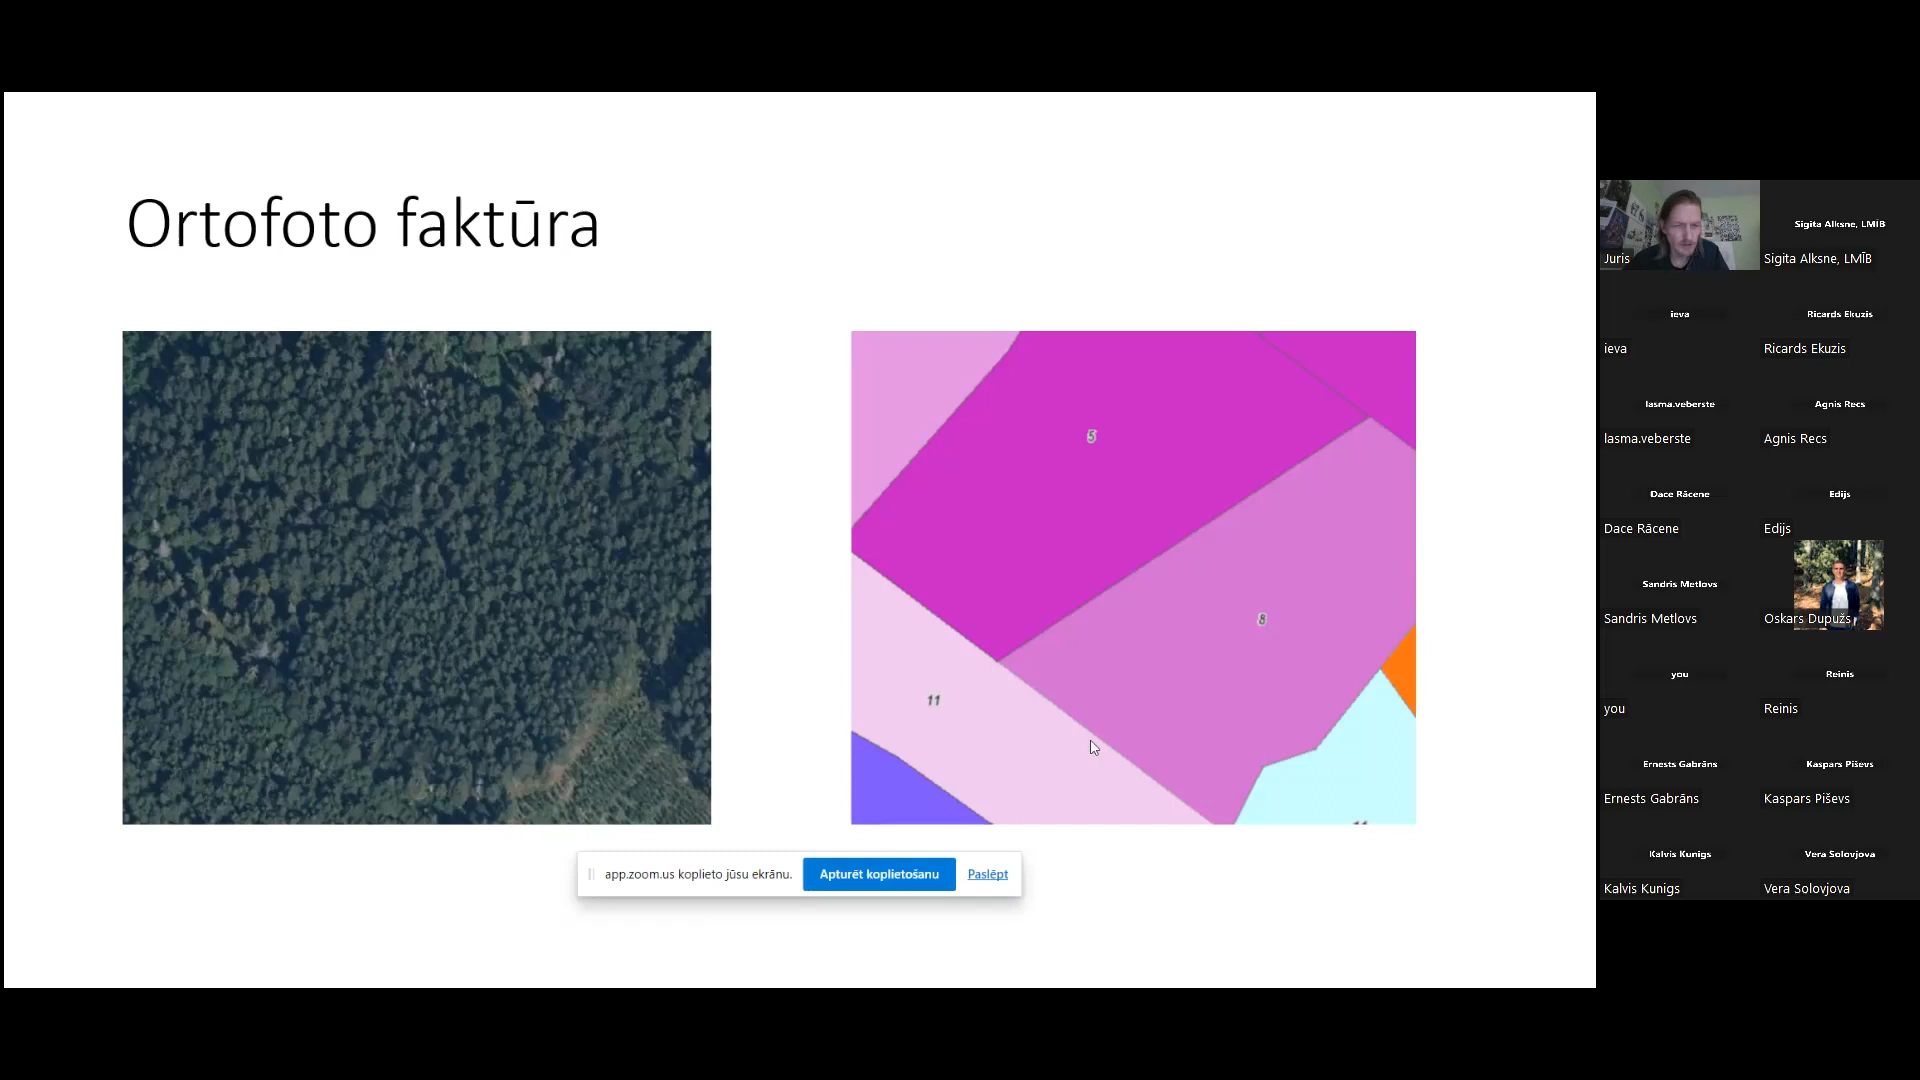 Ortofoto faktūra
5
8
11
app.zoom.us koplieto jūsu ekrānu.
Apturēt koplietošanu
Paslēpt
Juris
Sigita Alksne, LMĪB
Sigita Alksne, LMĪB
ieva
ieva
Ricards Ekuzis
Ricards Ekuzis
lasma.veberste
lasma.veberste
Agnis Recs
Agnis Recs
Dace Rācene
Dace Rācene
Edijs
Edijs
Sandris Metlovs
Sandris Metlovs
Oskars Dupužs
you
you
Reinis
Reinis
Ernests Gabrāns
Ernests Gabrāns
Kaspars Piševs
Kaspars Piševs
Kalvis Kunigs
Kalvis Kunigs
Vera Solovjova
Vera Solovjova